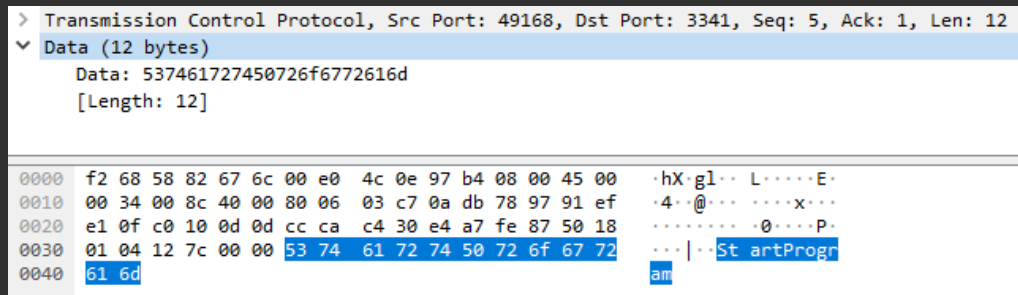 > Transmission Control Protocol, Src Port: 49168, Dst Port: 3341, Seq: 5, Ack: 1, Len: 12
Data (12 bytes)
Data: 537461727450726f6772616d
[Length: 12]
0000 f2 68 58 82 67 6c 00 e0 4c 0e 97 b4 08 00 45 00 ·hX·gl·· L·····E·
0010 00 34 00 8c 40 00 80 06 03 c7 0a db 78 97 91 ef ·4··@··· ····x···
0020 e1 0f c0 10 0d 0d cc ca c4 30 e4 a7 fe 87 50 18 ········ ·0····P·
0030 01 04 12 7c 00 00 53 74 61 72 74 50 72 6f 67 72 ···|··St artProgr
0040 61 6d am